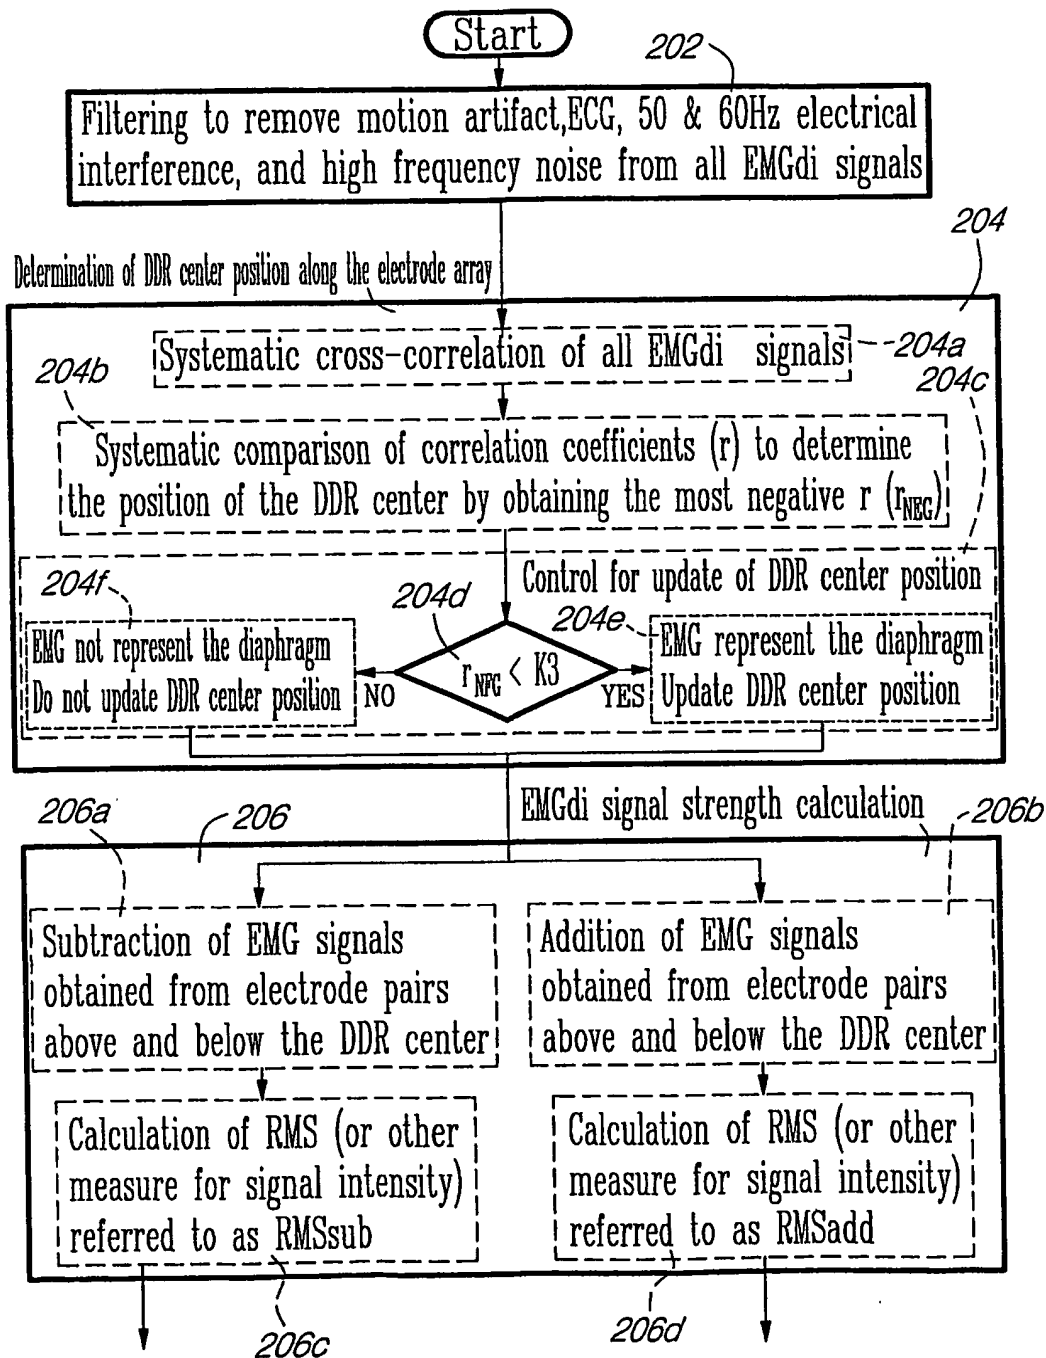 Start
202
Filtering to remove motion artifact,ECG, 50 & 60Hz electrical
interference, and high frequency noise from all EMGdi signals
204
Determination of DDR center position along the electrode array
Systematic cross-correlation of all EMGdi signals
204a
204b
204c
Systematic comparison of correlation coefficients (r) to determine
the position of the DDR center by obtaining the most negative r (rNEG)
Control for update of DDR center position
204f
204d
204e
EMG not represent the diaphragm
Do not update DDR center position
NO
rNEG < K3
YES
EMG represent the diaphragm
Update DDR center position
EMGdi signal strength calculation
206a
206
206b
Subtraction of EMG signals
obtained from electrode pairs
above and below the DDR center
Addition of EMG signals
obtained from electrode pairs
above and below the DDR center
Calculation of RMS (or other
measure for signal intensity)
referred to as RMSsub
Calculation of RMS (or other
measure for signal intensity)
referred to as RMSadd
206c
206d